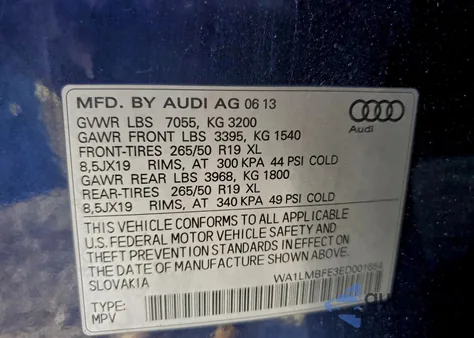 MFD. BY AUDI AG 06 13
GVWR LBS 7055, KG 3200
GAWR FRONT LBS 3395, KG 1540
FRONT-TIRES 265/50 R19 XL
8,5JX19 RIMS, AT 300 KPA 44 PSI COLD
GAWR REAR LBS 3968, KG 1800
REAR-TIRES 265/50 R19 XL
8,5JX19 RIMS, AT 340 KPA 49 PSI COLD
Audi
THIS VEHICLE CONFORMS TO ALL APPLICABLE
U.S. FEDERAL MOTOR VEHICLE SAFETY AND
THEFT PREVENTION STANDARDS IN EFFECT ON
THE DATE OF MANUFACTURE SHOWN ABOVE.
SLOVAKIA
WA1LMBFE3ED001654
TYPE:
MPV